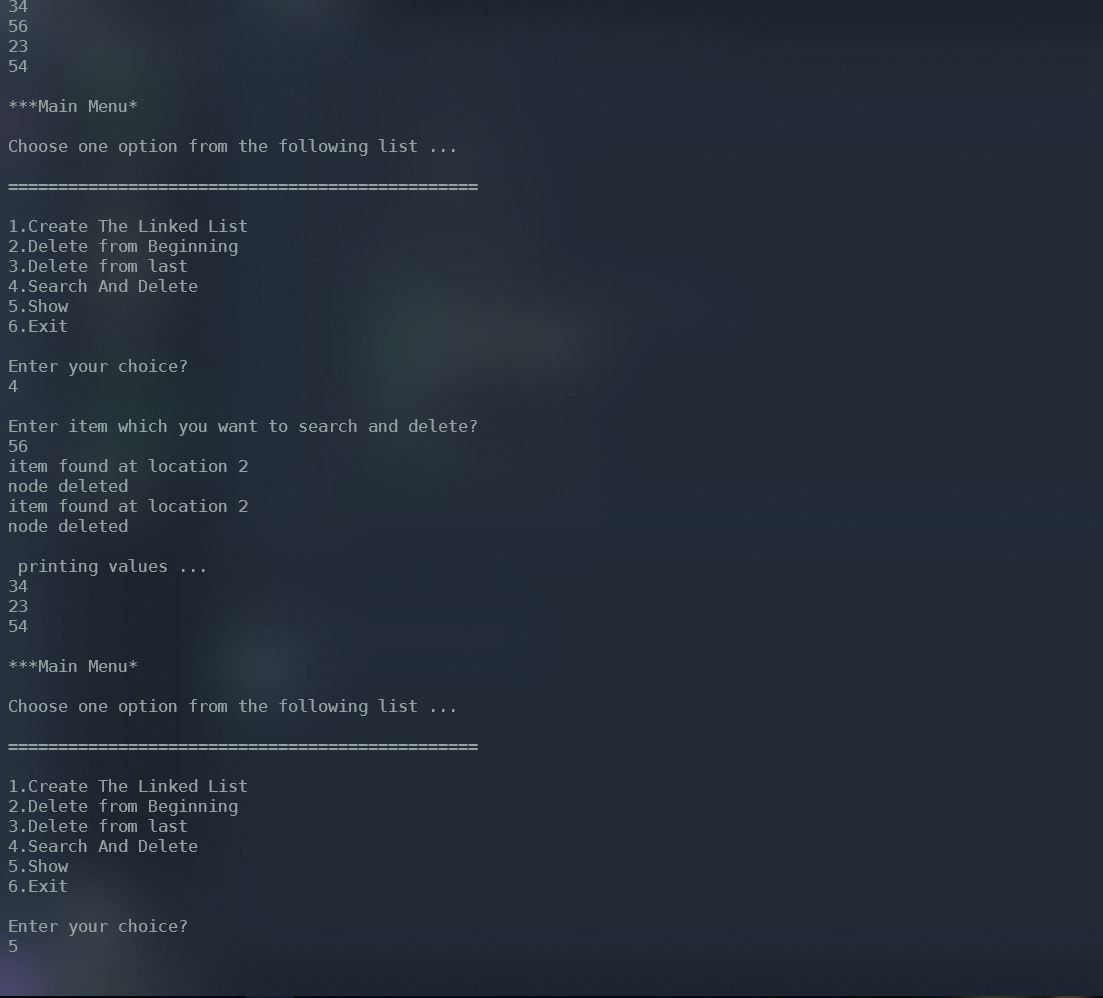 34
56
23
54
***Main Menu*
Choose one option from the following list ...
===============================================
1.Create The Linked List
2.Delete from Beginning
3.Delete from last
4.Search And Delete
5.Show
6.Exit
Enter your choice?
4
Enter item which you want to search and delete?
56
item found at location 2
node deleted
item found at location 2
node deleted
printing values ...
34
23
54
***Main Menu*
Choose one option from the following list ...
===============================================
1.Create The Linked List
2.Delete from Beginning
3.Delete from last
4.Search And Delete
5.Show
6.Exit
Enter your choice?
5